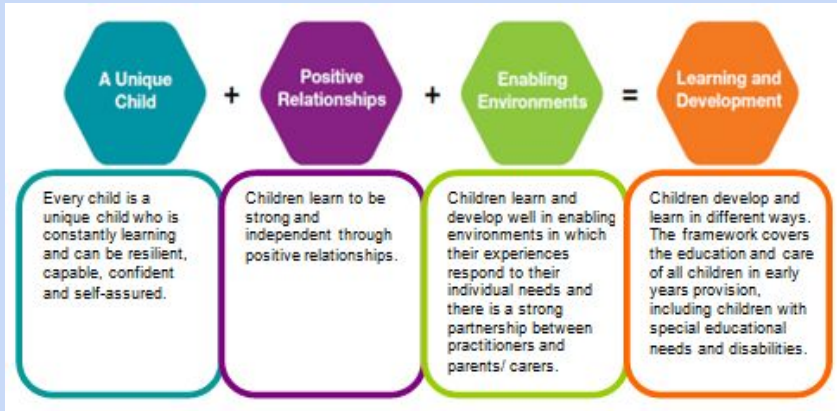 A Unique
Child
+
Positive
Relationships
+
Enabling
Environments
=
Learning and
Development
Every child is a
unique child who is
constantly learning
and can be resilient,
capable, confident
and self-assured.
Children learn to be
strong and
independent through
positive relationships.
Children learn and
develop well in enabling
environments in which
their experiences
respond to their
individual needs and
there is a strong
partnership between
practitioners and
parents/ carers.
Children develop and
learn in different ways.
The framework covers
the education and care
of all children in early
years provision,
including children with
special educational
needs and disabilities.